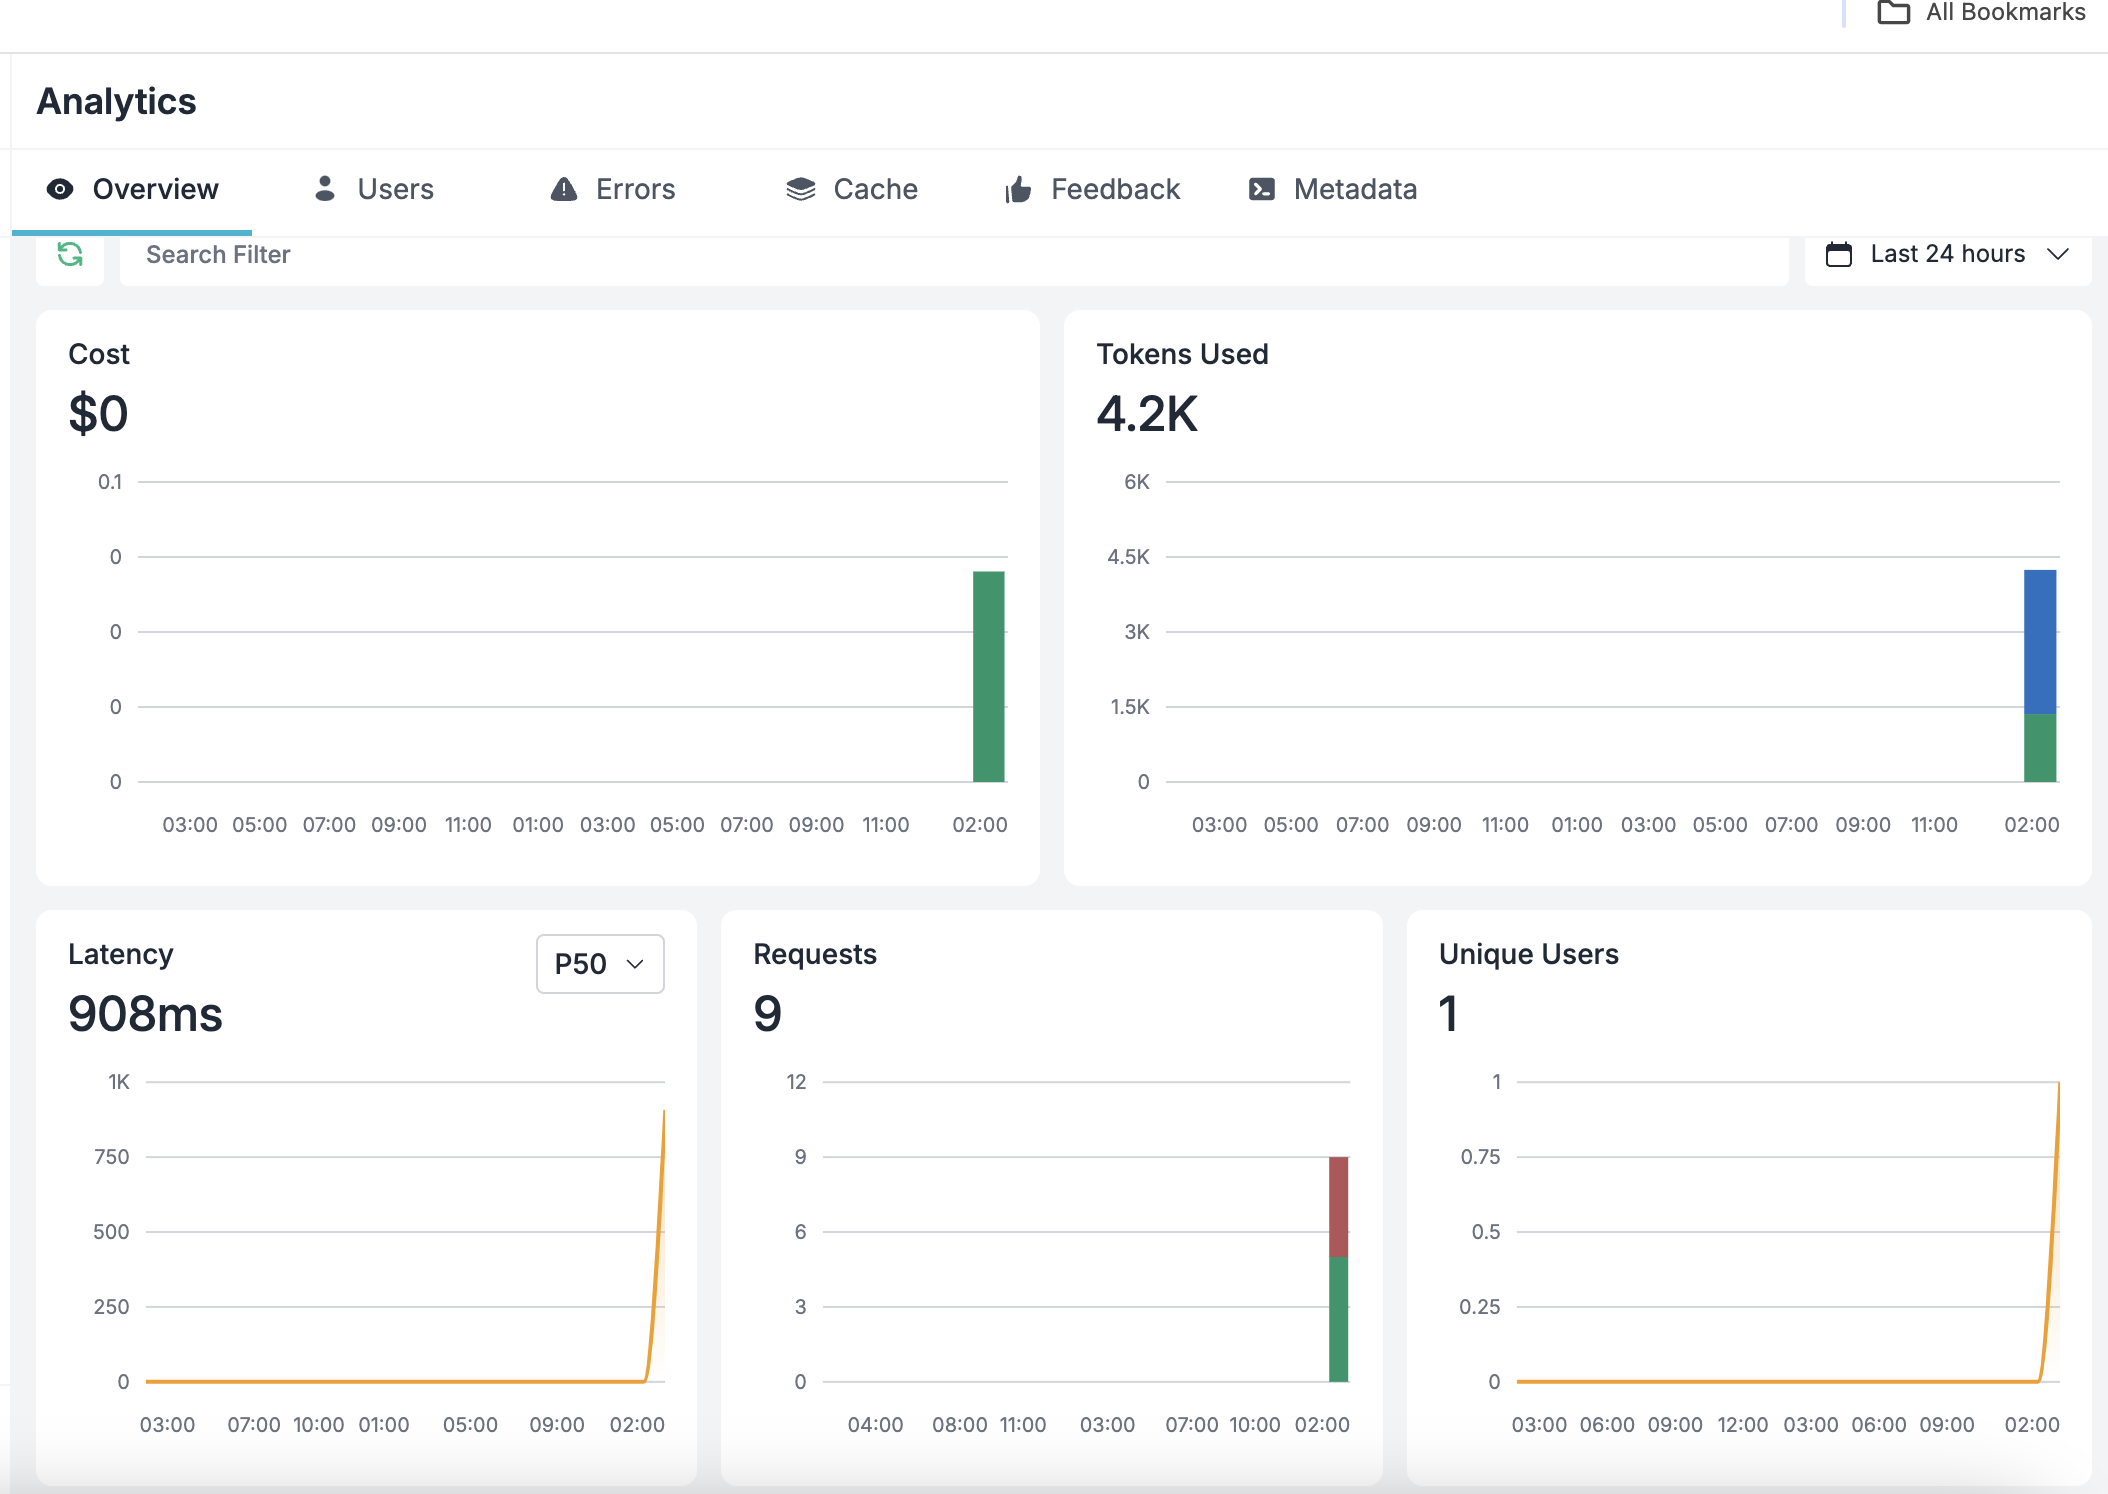 All Bookmarks
Analytics
Overview Users Errors Cache Feedback Metadata
Search Filter Last 24 hours
Cost
$0
0.1
0
0
0
0
03:00 05:00 07:00 09:00 11:00 01:00 03:00 05:00 07:00 09:00 11:00 02:00
Tokens Used
4.2K
6K
4.5K
3K
1.5K
0
03:00 05:00 07:00 09:00 11:00 01:00 03:00 05:00 07:00 09:00 11:00 02:00
Latency P50
908ms
1K
750
500
250
0
03:00 07:00 10:00 01:00 05:00 09:00 02:00
Requests
9
12
9
6
3
0
04:00 08:00 11:00 03:00 07:00 10:00 02:00
Unique Users
1
1
0.75
0.5
0.25
0
03:00 06:00 09:00 12:00 03:00 06:00 09:00 02:00